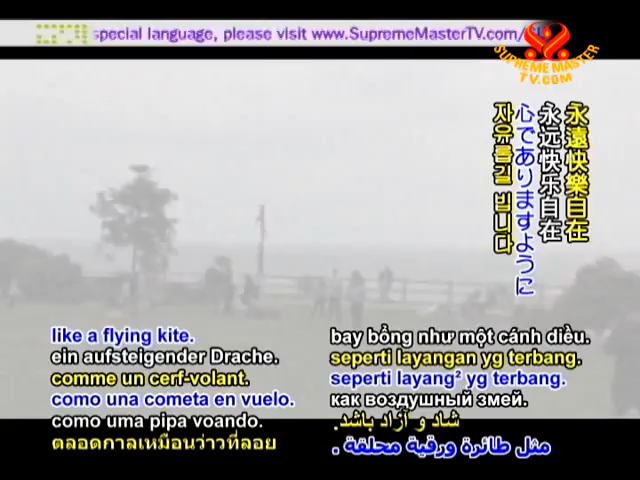 special language, please visit www.SupremeMasterTV.com/
SUPREME MASTER
TV.COM
永遠快樂自在
永远快乐自在
心でありますように
자유를길 빕니다
like a flying kite.
ein aufsteigender Drache.
comme un cerf-volant.
como una cometa en vuelo.
como uma pipa voando.
ตลอดกาลเหมือนว่าวที่ลอย
bay bổng như một cánh diều.
seperti layangan yg terbang.
seperti layang² yg terbang.
как воздушный змей.
شاد و آزاد باشد.
مثل طائرة ورقية محلقة .